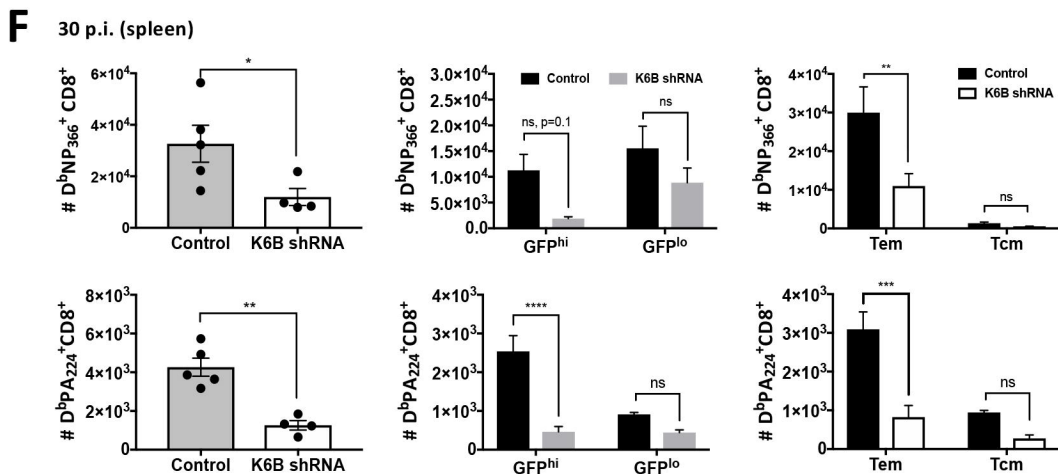 F
30 p.i. (spleen)
# DᵇNP₃₆₆⁺ CD8⁺
6×10⁴
4×10⁴
2×10⁴
0
*
Control K6B shRNA
# DᵇNP₃₆₆⁺ CD8⁺
3.0×10⁴
2.5×10⁴
2.0×10⁴
1.5×10⁴
1.0×10⁴
5.0×10³
0
Control K6B shRNA
ns, p=0.1
ns
GFPʰⁱ GFPˡᵒ
# DᵇNP₃₆₆⁺ CD8⁺
4×10⁴
3×10⁴
2×10⁴
1×10⁴
0
**
ns
Control
K6B shRNA
Tem Tcm
# DᵇPA₂₂₄⁺CD8⁺
8×10³
6×10³
4×10³
2×10³
0
**
Control K6B shRNA
# DᵇPA₂₂₄⁺CD8⁺
4×10³
3×10³
2×10³
1×10³
0
****
ns
GFPʰⁱ GFPˡᵒ
# DᵇPA₂₂₄⁺CD8⁺
4×10³
3×10³
2×10³
1×10³
0
***
ns
Tem Tcm